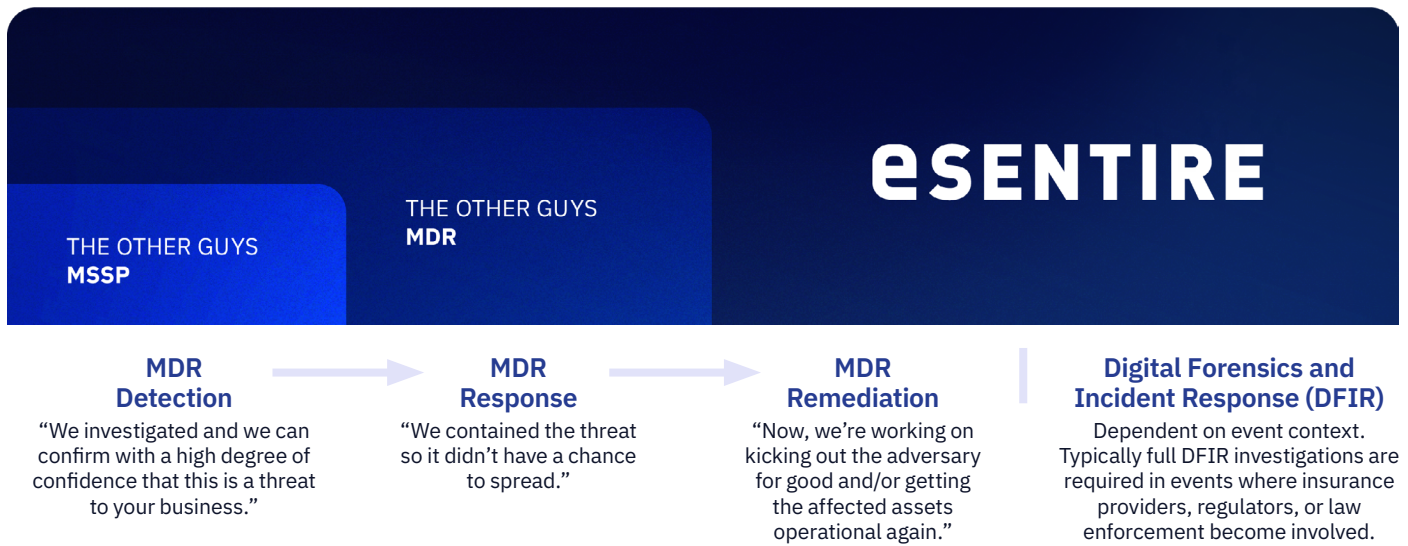 eSENTIRE
THE OTHER GUYS
MDR
THE OTHER GUYS
MSSP
MDR
Detection
“We investigated and we can
confirm with a high degree of
confidence that this is a threat
to your business.”
MDR
Response
“We contained the threat
so it didn’t have a chance
to spread.”
MDR
Remediation
“Now, we’re working on
kicking out the adversary
for good and/or getting
the affected assets
operational again.”
Digital Forensics and
Incident Response (DFIR)
Dependent on event context.
Typically full DFIR investigations are
required in events where insurance
providers, regulators, or law
enforcement become involved.